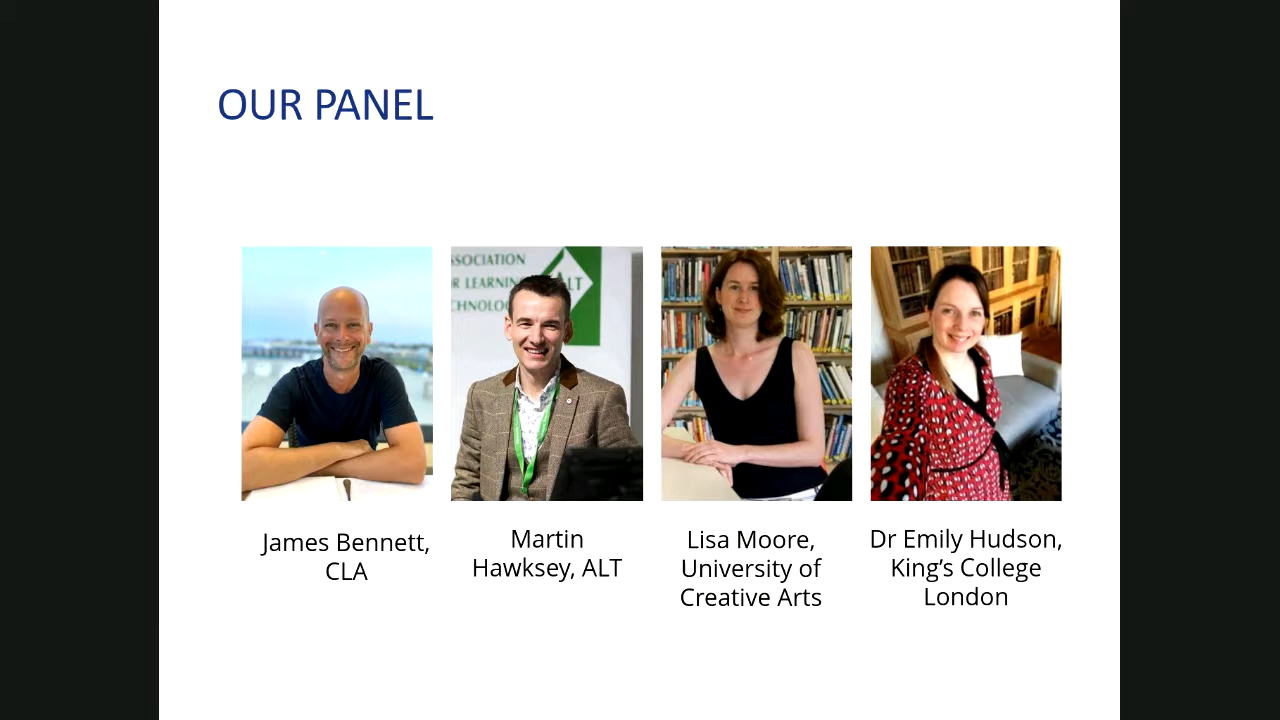 OUR PANEL
SSOCIATION
R LEARNIN
ALT
CHNOLO
James Bennett,
CLA
Martin
Hawksey, ALT
Lisa Moore,
University of
Creative Arts
Dr Emily Hudson,
King’s College
London